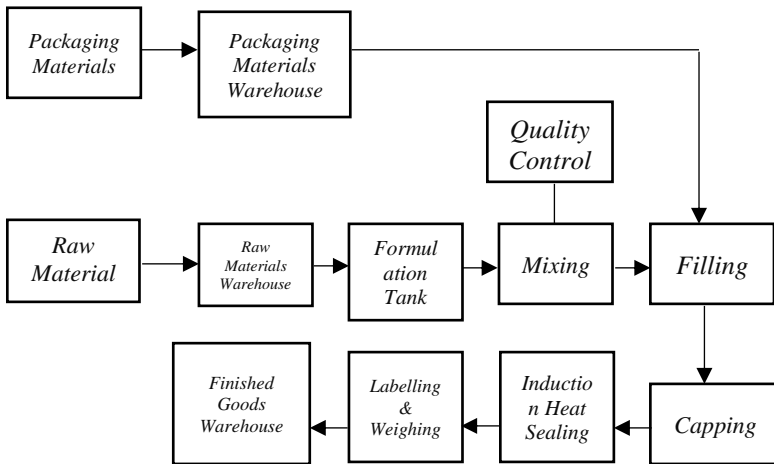 Packaging
Materials
Packaging
Materials
Warehouse
Quality
Control
Raw
Material
Raw
Materials
Warehouse
Formul
ation
Tank
Mixing
Filling
Finished
Goods
Warehouse
Labelling
&
Weighing
Inductio
n Heat
Sealing
Capping